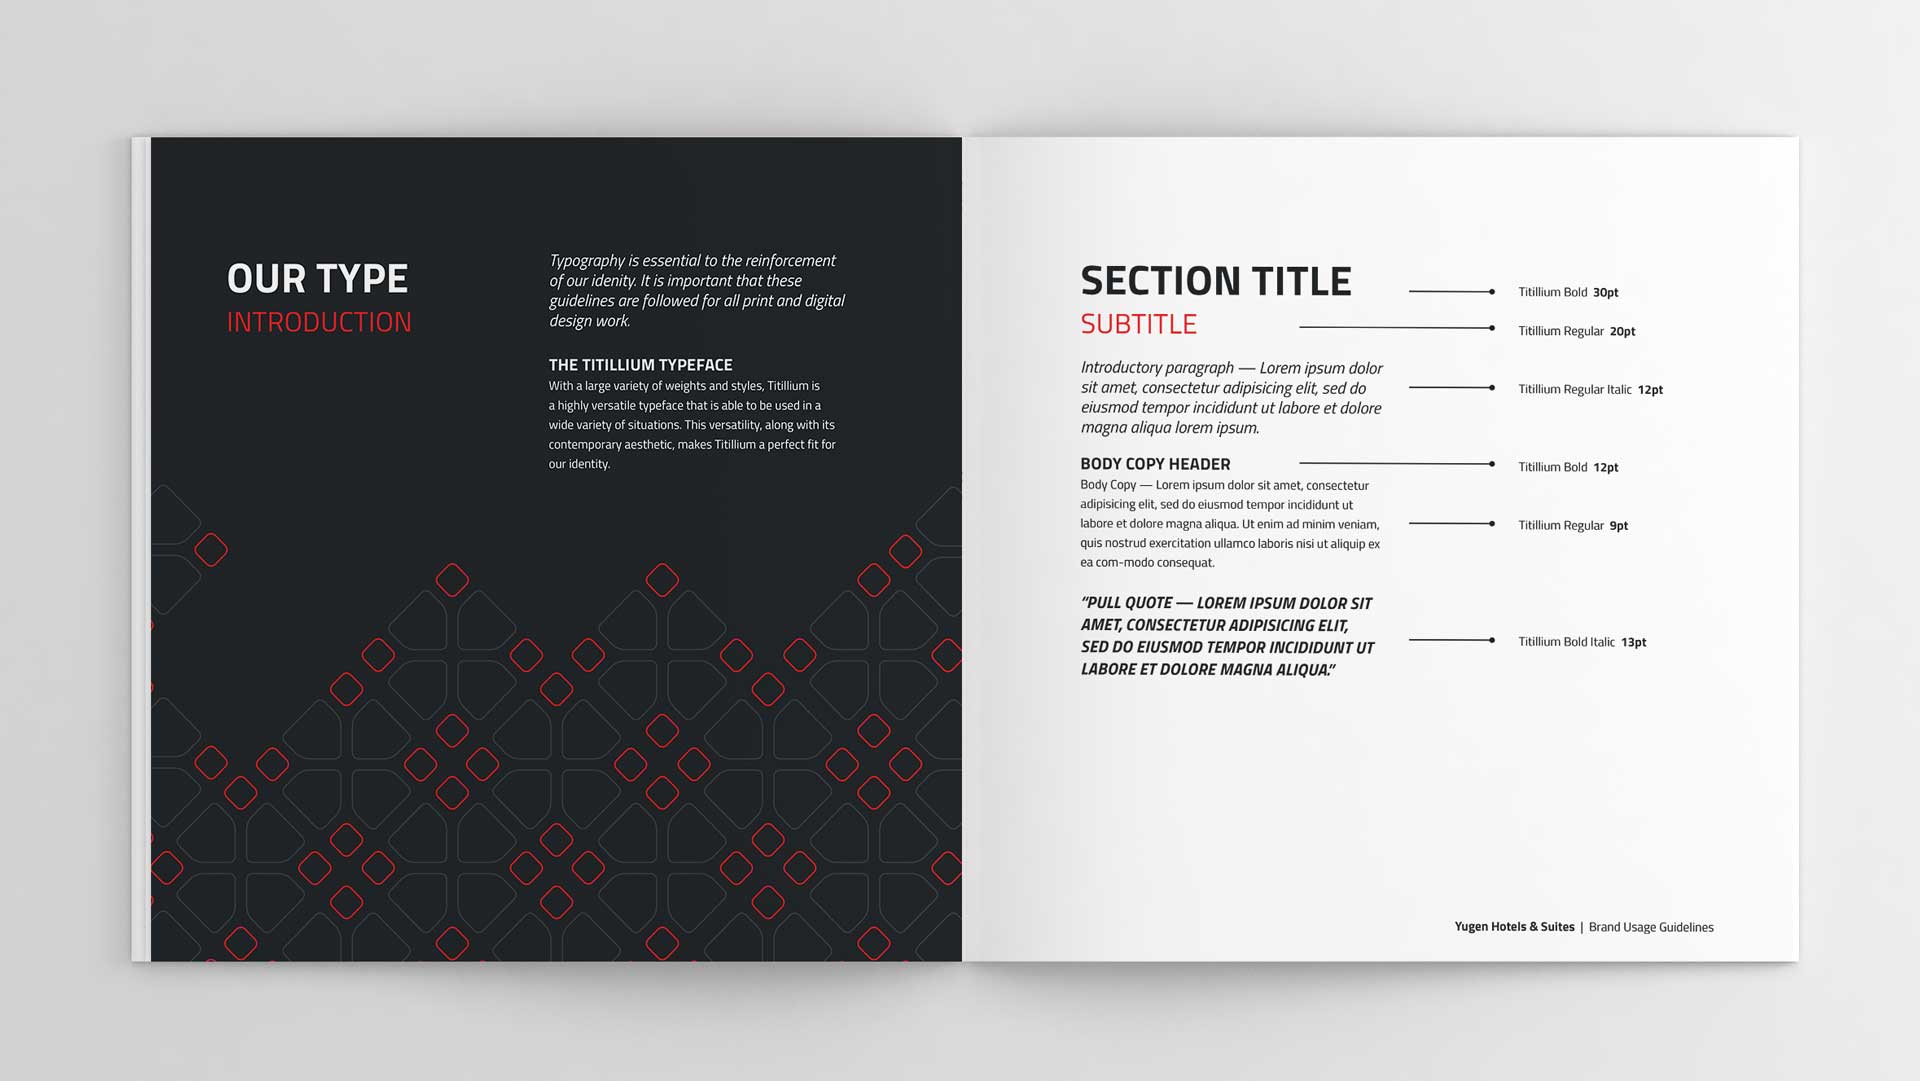 OUR TYPE
INTRODUCTION
Typography is essential to the reinforcement
of our idenity. It is important that these
guidelines are followed for all print and digital
design work.
THE TITILLIUM TYPEFACE
With a large variety of weights and styles, Titillium is
a highly versatile typeface that is able to be used in a
wide variety of situations. This versatility, along with its
contemporary aesthetic, makes Titillium a perfect fit for
our identity.
SECTION TITLE
Titillium Bold 30pt
SUBTITLE
Titillium Regular 20pt
Introductory paragraph — Lorem ipsum dolor
sit amet, consectetur adipisicing elit, sed do
eiusmod tempor incididunt ut labore et dolore
magna aliqua lorem ipsum.
Titillium Regular Italic 12pt
BODY COPY HEADER
Titillium Bold 12pt
Body Copy — Lorem ipsum dolor sit amet, consectetur
adipisicing elit, sed do eiusmod tempor incididunt ut
labore et dolore magna aliqua. Ut enim ad minim veniam,
quis nostrud exercitation ullamco laboris nisi ut aliquip ex
ea com-modo consequat.
Titillium Regular 9pt
“PULL QUOTE — LOREM IPSUM DOLOR SIT
AMET, CONSECTETUR ADIPISICING ELIT,
SED DO EIUSMOD TEMPOR INCIDIDUNT UT
LABORE ET DOLORE MAGNA ALIQUA.”
Titillium Bold Italic 13pt
Yugen Hotels & Suites | Brand Usage Guidelines